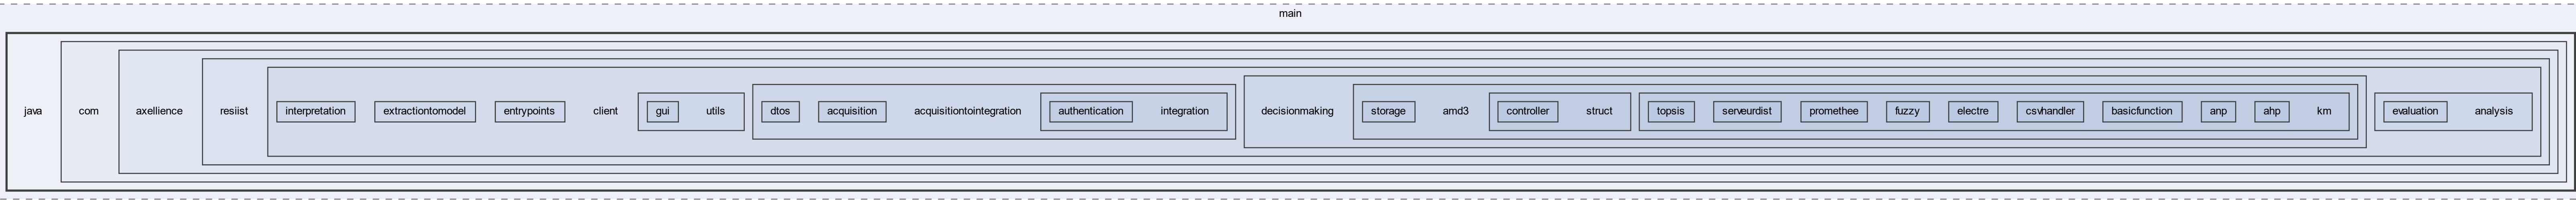 main
java
com
axellience
resiist
interpretation
extractiontomodel
entrypoints
client
gui
utils
dtos
acquisition
acquisitiontointegration
authentication
integration
decisionmaking
storage
amd3
controller
struct
topsis
serveurdist
promethee
fuzzy
electre
csvhandler
basicfunction
anp
ahp
km
evaluation
analysis